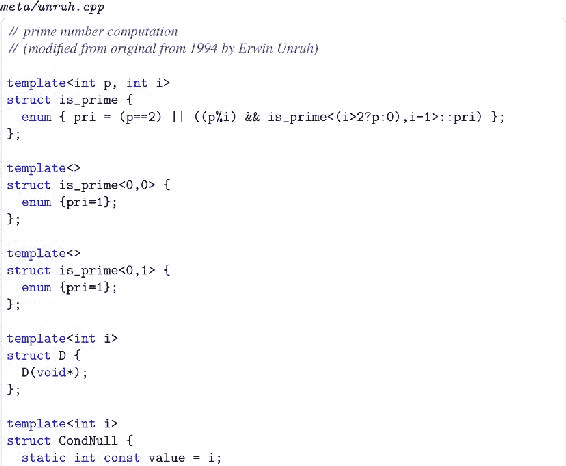 meta/unruh.cpp
// prime number computation
// (modified from original from 1994 by Erwin Unruh)
template<int p, int i>
struct is_prime {
enum { pri = (p==2) || ((p%i) && is_prime<(i>2?p:0),i-1>::pri) };
};
template<>
struct is_prime<0,0> {
enum {pri=1};
};
template<>
struct is_prime<0,1> {
enum {pri=1};
};
template<int i>
struct D {
D(void*);
};
template<int i>
struct CondNull {
static int const value = i;